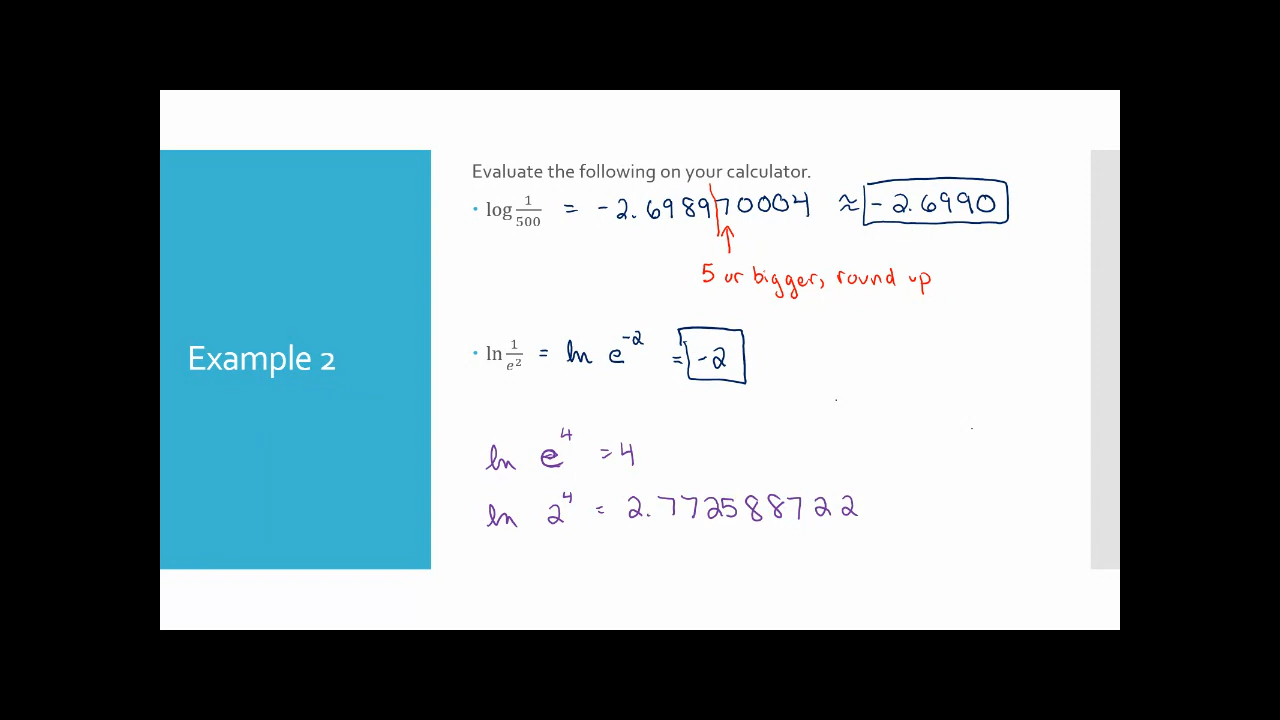 Evaluate the following on your calculator.
• log 1/500 = -2.698970004 ≈ -2.6990
5 or bigger, round up
Example 2
• ln 1/e² = ln e⁻² = -2
ln e⁴ = 4
ln 2⁴ = 2.772588722